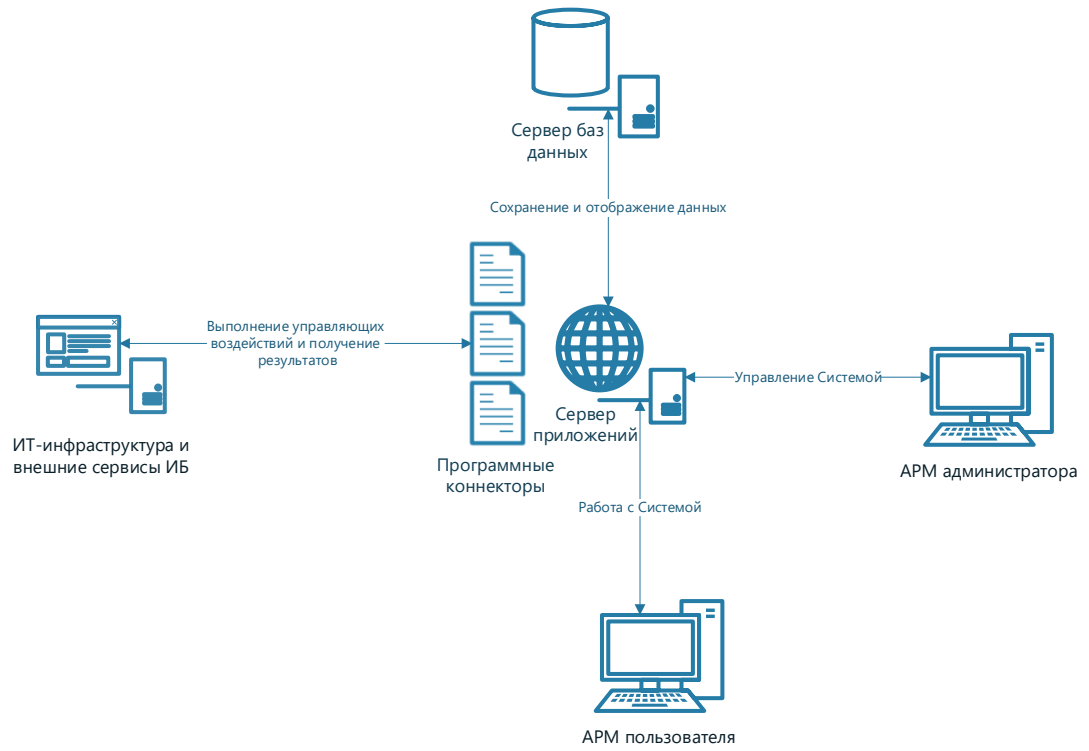 Сервер баз
данных
Сохранение и отображение данных
Выполнение управляющих
воздействий и получение
результатов
Управление Системой
Сервер
приложений
ИТ-инфраструктура и
внешние сервисы ИБ
Программные
коннекторы
АРМ администратора
Работа с Системой
АРМ пользователя